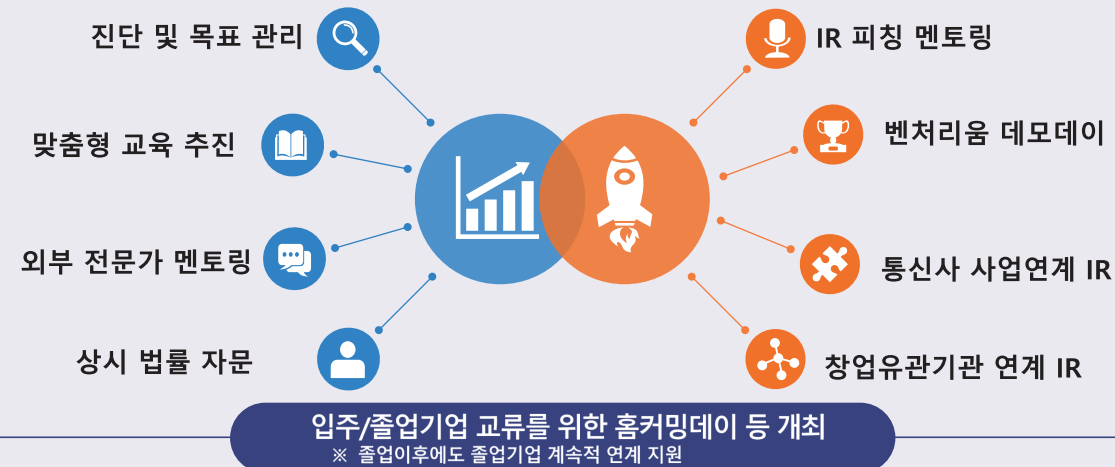 진단 및 목표 관리
맞춤형 교육 추진
외부 전문가 멘토링
상시 법률 자문
IR 피칭 멘토링
벤처리움 데모데이
통신사 사업연계 IR
창업유관기관 연계 IR
입주/졸업기업 교류를 위한 홈커밍데이 등 개최
※ 졸업이후에도 졸업기업 계속적 연계 지원